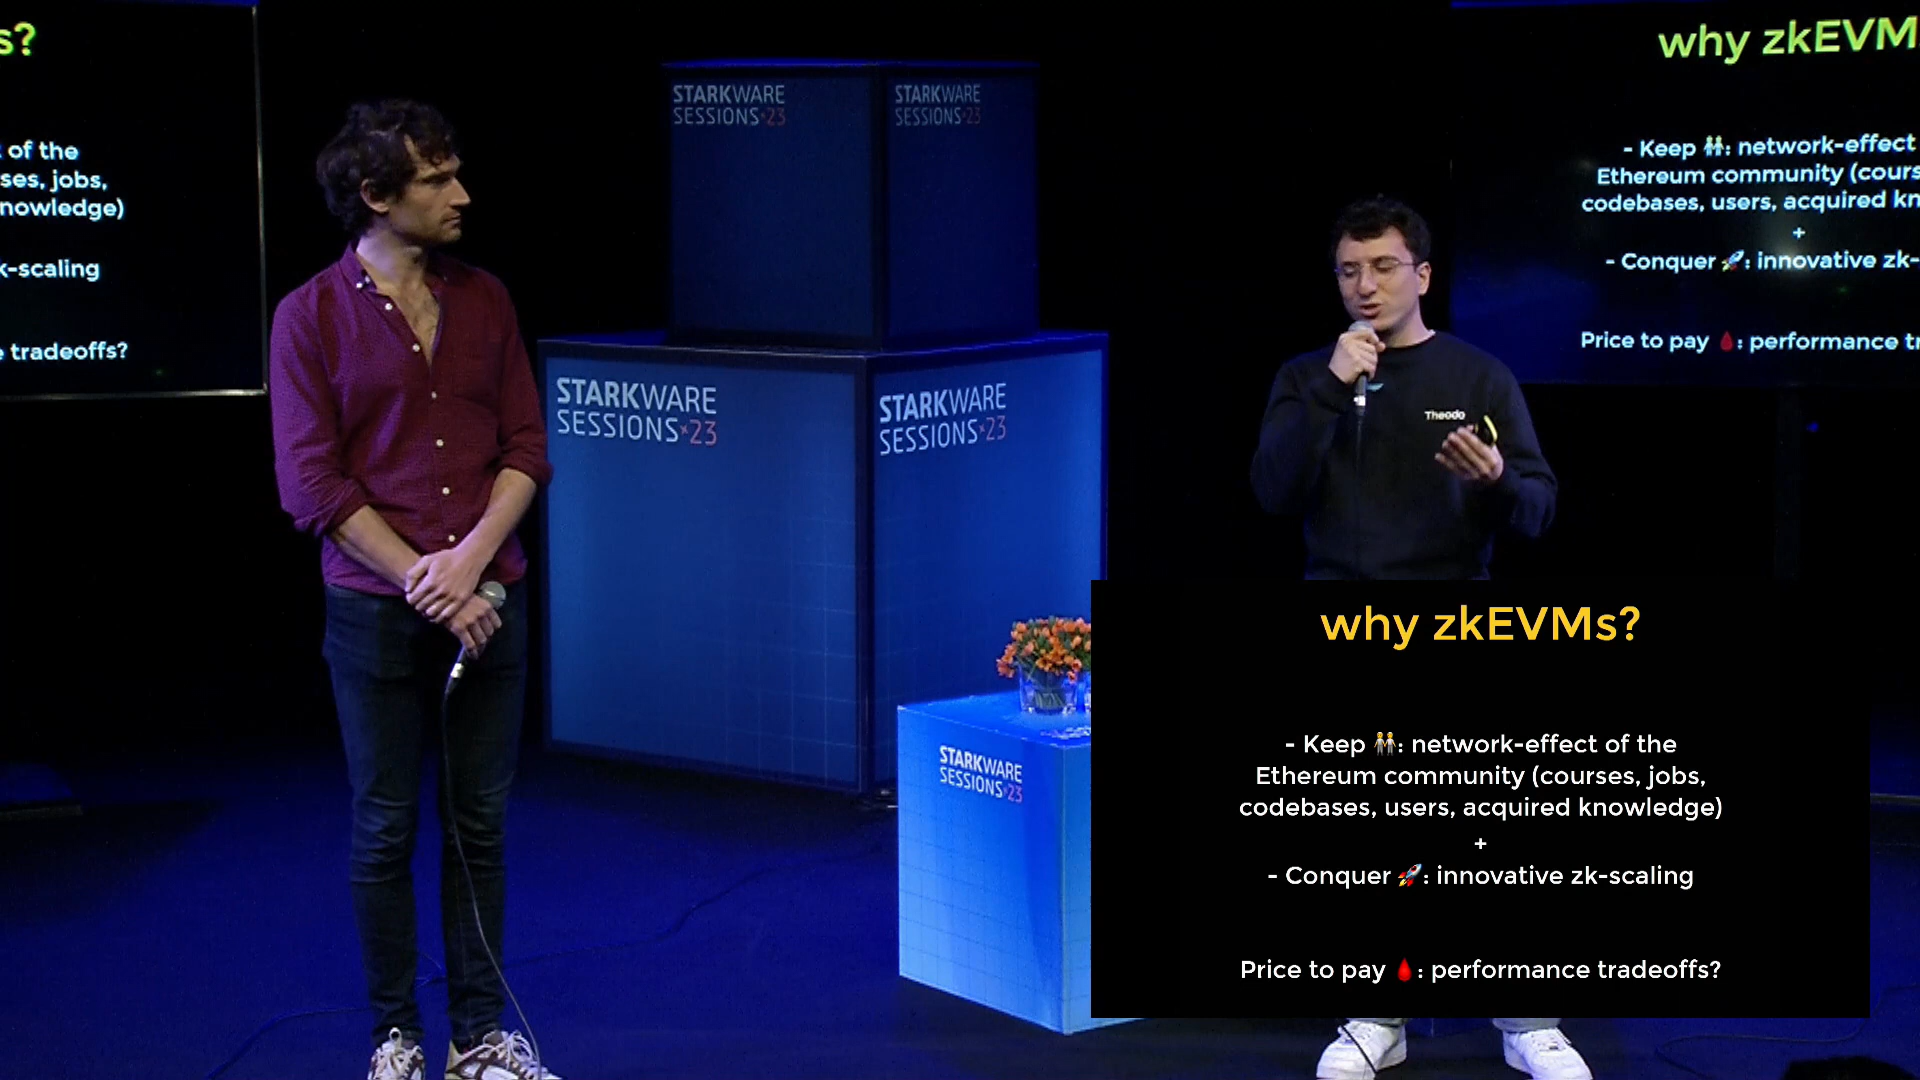 s?
of the
ses, jobs,
nowledge)
k-scaling
e tradeoffs?
STARKWARE
SESSIONS×23
STARKWARE
SESSIONS×23
STARKWARE
SESSIONS×23
STARKWARE
SESSIONS×23
STARKWARE
SESSIONS×23
Theodo
why zkEVM
- Keep 👬: network-effect
Ethereum community (cours
codebases, users, acquired kn
+
- Conquer 🚀: innovative zk-
Price to pay 🩸: performance tr
why zkEVMs?
- Keep 👬: network-effect of the
Ethereum community (courses, jobs,
codebases, users, acquired knowledge)
+
- Conquer 🚀: innovative zk-scaling
Price to pay 🩸: performance tradeoffs?